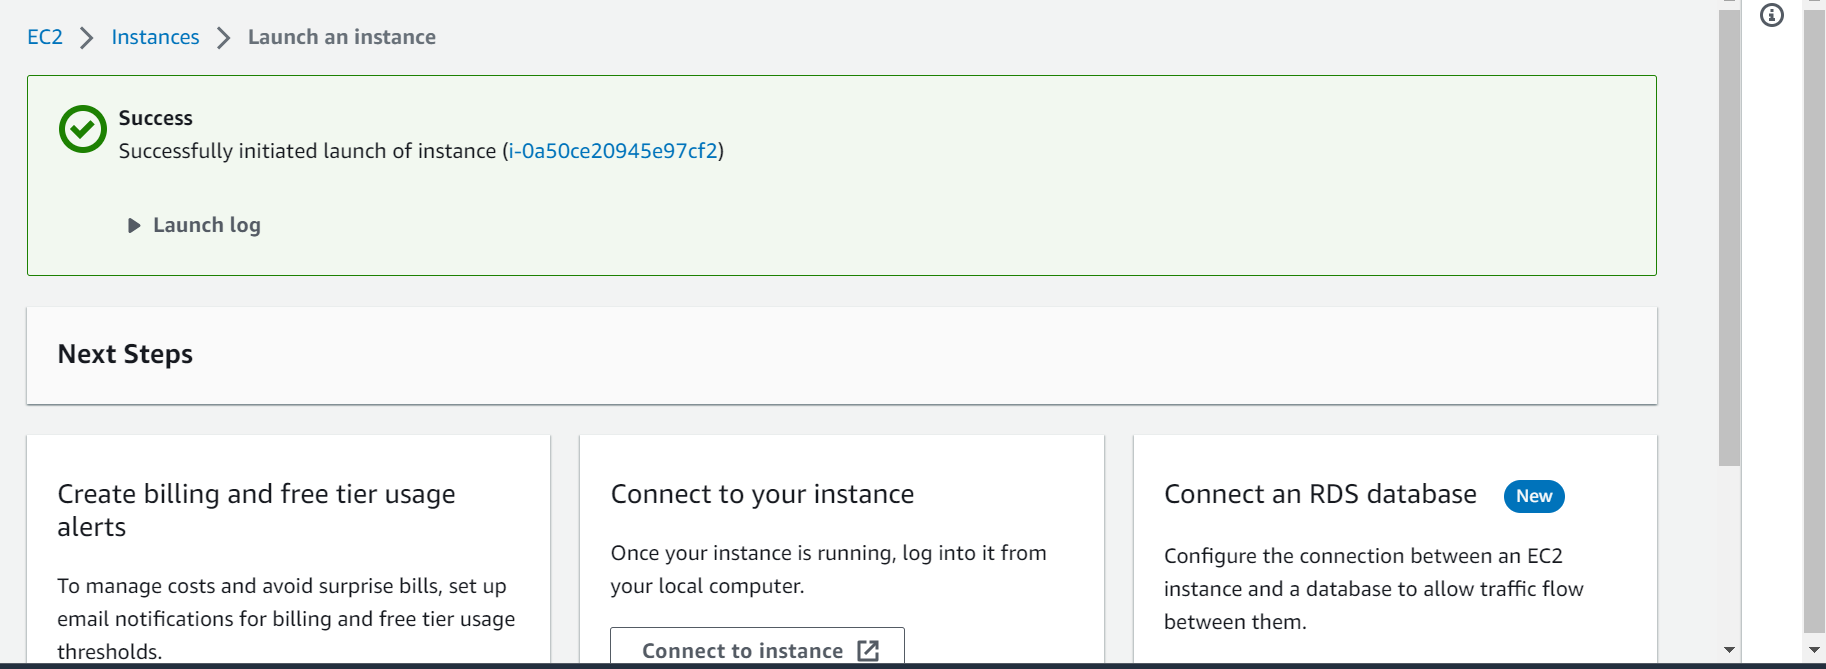 EC2 Instances Launch an instance
Success
Successfully initiated launch of instance (i-0a50ce20945e97cf2)
Launch log
Next Steps
Create billing and free tier usage
alerts
To manage costs and avoid surprise bills, set up
email notifications for billing and free tier usage
thresholds.
Connect to your instance
Once your instance is running, log into it from
your local computer.
Connect to instance
Connect an RDS database New
Configure the connection between an EC2
instance and a database to allow traffic flow
between them.